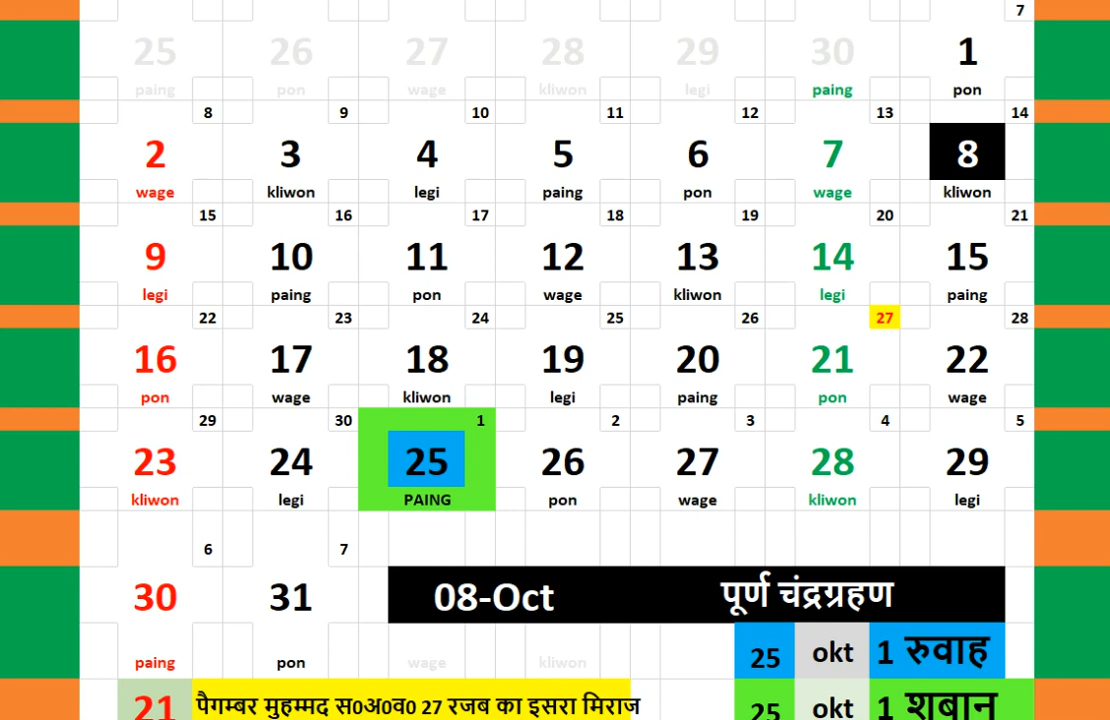 7
25 26 27 28 29 30 1
paing pon wage kliwon legi paing pon
8 9 10 11 12 13 14
2 3 4 5 6 7 8
wage kliwon legi paing pon wage kliwon
15 16 17 18 19 20 21
9 10 11 12 13 14 15
legi paing pon wage kliwon legi paing
22 23 24 25 26 27 28
16 17 18 19 20 21 22
pon wage kliwon legi paing pon wage
29 30 1 2 3 4 5
23 24 25 26 27 28 29
kliwon legi PAING pon wage kliwon legi
6 7
30 31 08-Oct पूर्ण चंद्रग्रहण
25 okt 1 रुवाह
paing pon wage kliwon
21 पैगम्बर मुहम्मद स0अ0व0 27 रजब का इसरा मिराज 25 okt 1 शबान